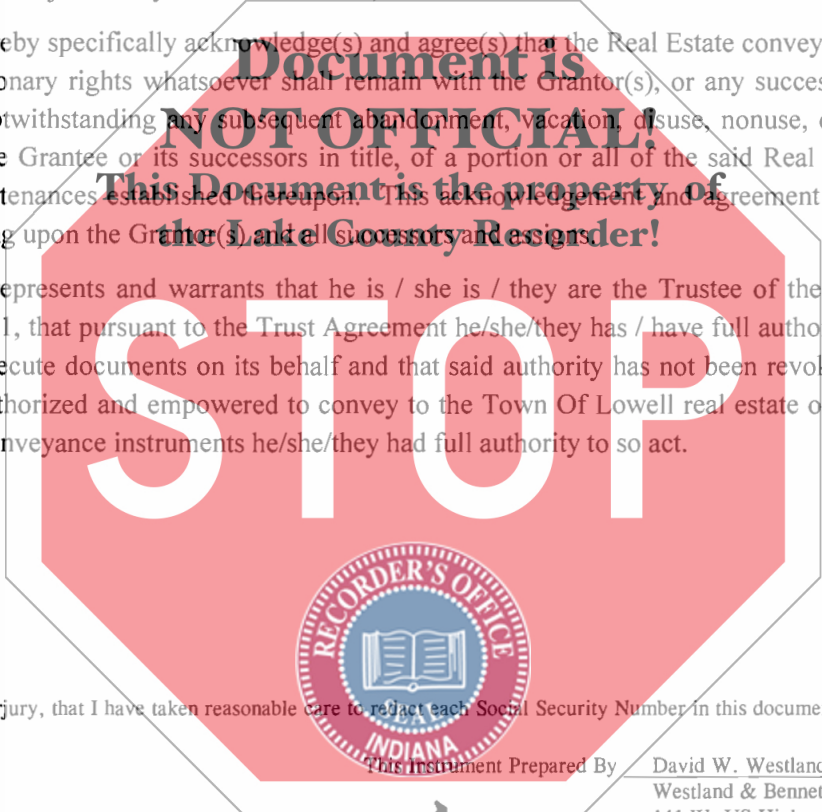 eby specifically acknowledge(s) and agree(s) that the Real Estate convey
Document is
onary rights whatsoever shall remain with the Grantor(s), or any succes
twithstanding any subsequent abandonment, vacation, disuse, nonuse,
NOT OFFICIAL!
e Grantee or its successors in title, of a portion or all of the said Real
This Document is the property of
tenances established thereupon. This acknowledgement and agreement
the Lake County Recorder!
g upon the Grantor(s) and all successors and assigns.
epresents and warrants that he is / she is / they are the Trustee of the
1, that pursuant to the Trust Agreement he/she/they has / have full autho
ecute documents on its behalf and that said authority has not been revok
thorized and empowered to convey to the Town Of Lowell real estate o
nveyance instruments he/she/they had full authority to so act.
STOP
RECORDER'S OFFICE
SEAL
INDIANA
jury, that I have taken reasonable care to redact each Social Security Number in this docume
This Instrument Prepared By David W. Westland
Westland & Bennet